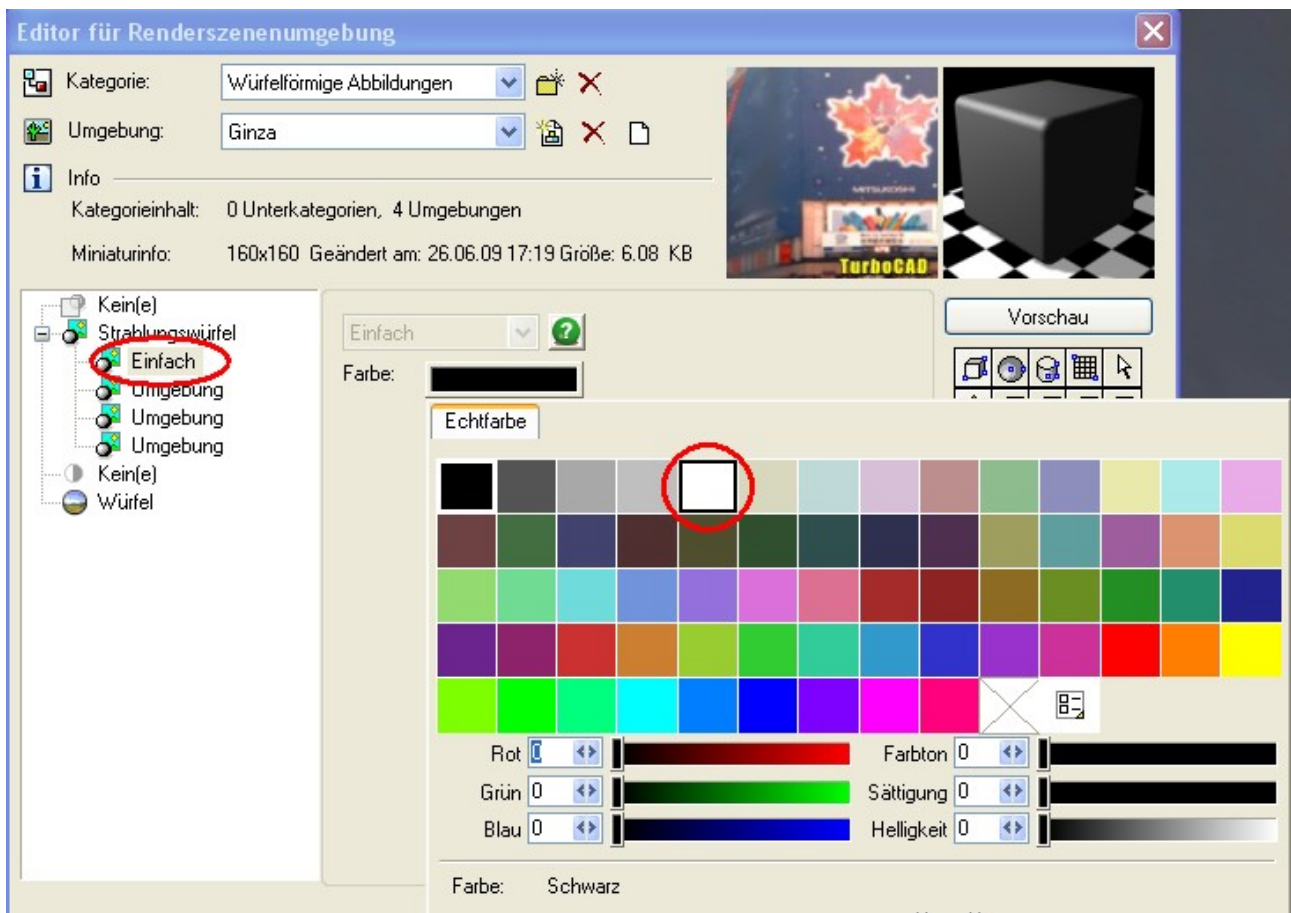 Editor für Renderszenenumgebung
Kategorie: Würfelförmige Abbildungen
Umgebung: Ginza
Info
Kategorieinhalt: 0 Unterkategorien, 4 Umgebungen
Miniaturinfo: 160x160 Geändert am: 26.06.09 17:19 Größe: 6.08 KB
MITSUKOSHI
TurboCAD
Kein(e)
Strahlungswürfel
Einfach
Umgebung
Umgebung
Umgebung
Kein(e)
Würfel
Einfach
Farbe:
Vorschau
Echtfarbe
Rot 0
Farbton 0
Grün 0
Sättigung 0
Blau 0
Helligkeit 0
Farbe: Schwarz